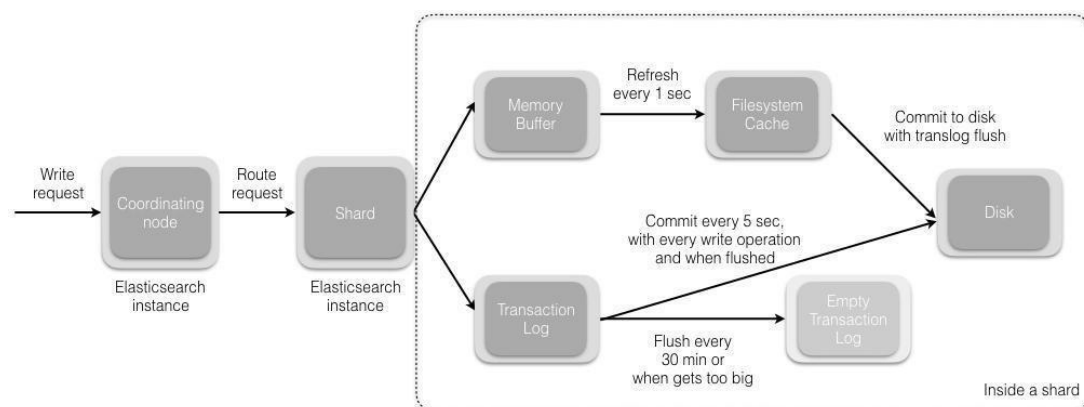 Write
request
Coordinating
node
Elasticsearch
instance
Route
request
Shard
Elasticsearch
instance
Memory
Buffer
Refresh
every 1 sec
Filesystem
Cache
Commit to disk
with translog flush
Disk
Commit every 5 sec,
with every write operation
and when flushed
Transaction
Log
Flush every
30 min or
when gets too big
Empty
Transaction
Log
Inside a shard